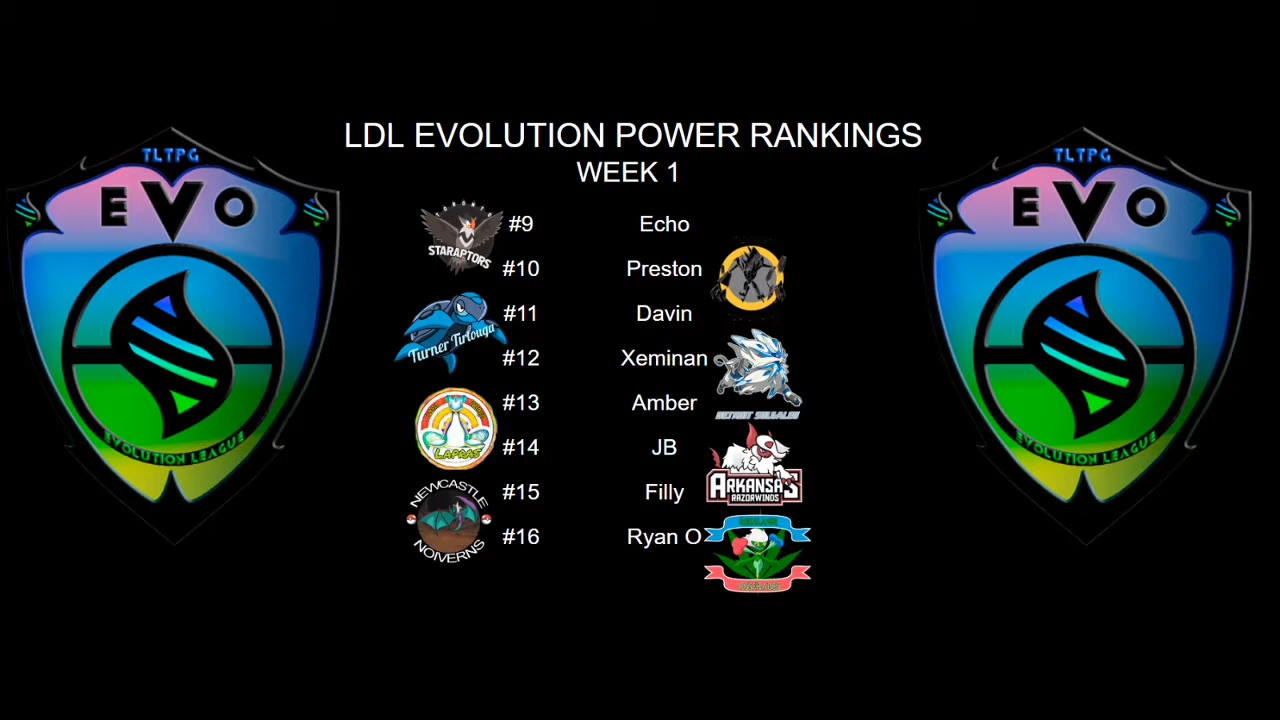 LDL EVOLUTION POWER RANKINGS
WEEK 1
TLTPG
EVO
EVOLUTION LEAGUE
TLTPG
EVO
EVOLUTION LEAGUE
STARAPTORS
#9 Echo
#10 Preston
Turner Tirtouga
#11 Davin
#12 Xeminan
DETROIT SOLGALEO
#13 Amber
LAPRAS
#14 JB
ARKANSAS
RAZORWINDS
NEWCASTLE
NOIVERNS
#15 Filly
#16 Ryan O